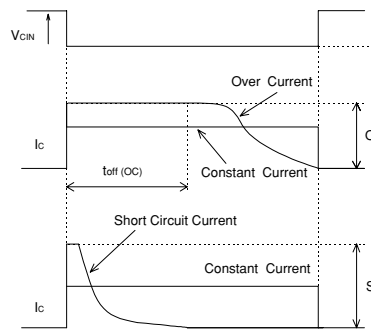 VCIN
Over Current
IC
toff (OC)
Constant Current
Short Circuit Current
Constant Current
IC